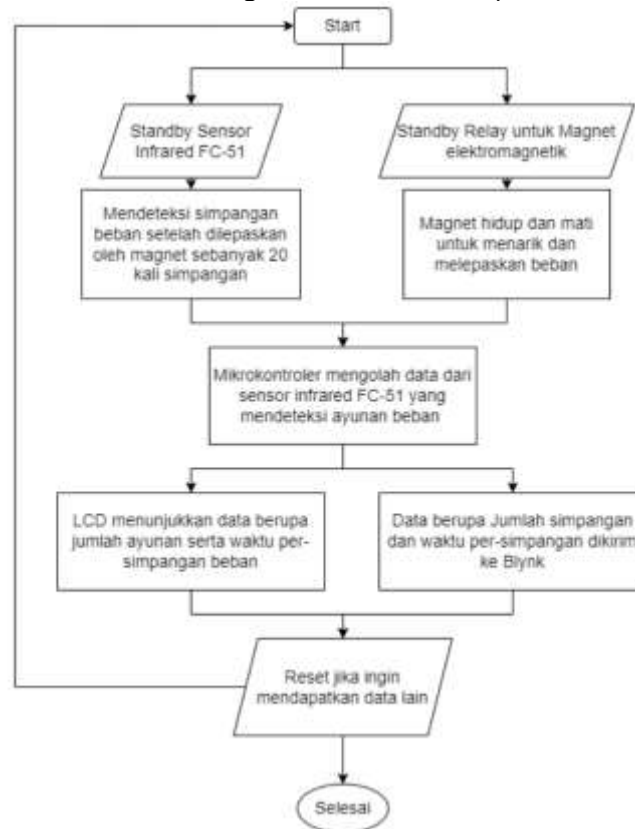 Start
Standby Sensor
Infrared FC-51
Standby Relay untuk Magnet
elektromagnetik
Mendeteksi simpangan
beban setelah dilepaskan
oleh magnet sebanyak 20
kali simpangan
Magnet hidup dan mati
untuk menarik dan
melepaskan beban
Mikrokontroler mengolah data dari
sensor infrared FC-51 yang
mendeteksi ayunan beban
LCD menunjukkan data berupa
jumlah ayunan serta waktu per-
simpangan beban
Data berupa Jumlah simpangan
dan waktu per-simpangan dikirim
ke Blynk
Reset jika ingin
mendapatkan data lain
Selesai